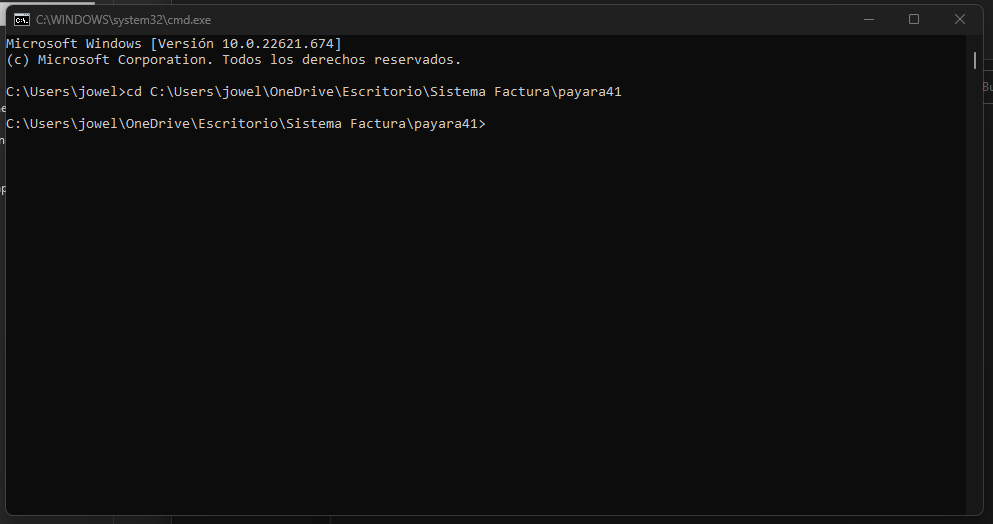 C:\WINDOWS\system32\cmd.exe
Microsoft Windows [Versión 10.0.22621.674]
(c) Microsoft Corporation. Todos los derechos reservados.
C:\Users\jowel>cd C:\Users\jowel\OneDrive\Escritorio\Sistema Factura\payara41
C:\Users\jowel\OneDrive\Escritorio\Sistema Factura\payara41>